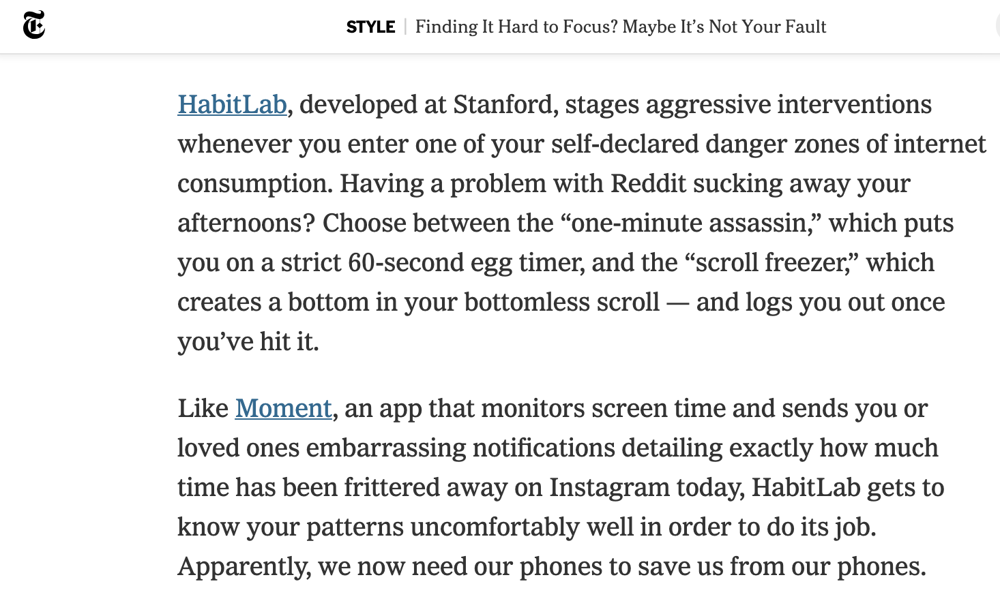 STYLE | Finding It Hard to Focus? Maybe It’s Not Your Fault
HabitLab, developed at Stanford, stages aggressive interventions
whenever you enter one of your self-declared danger zones of internet
consumption. Having a problem with Reddit sucking away your
afternoons? Choose between the “one-minute assassin,” which puts
you on a strict 60-second egg timer, and the “scroll freezer,” which
creates a bottom in your bottomless scroll — and logs you out once
you’ve hit it.
Like Moment, an app that monitors screen time and sends you or
loved ones embarrassing notifications detailing exactly how much
time has been frittered away on Instagram today, HabitLab gets to
know your patterns uncomfortably well in order to do its job.
Apparently, we now need our phones to save us from our phones.